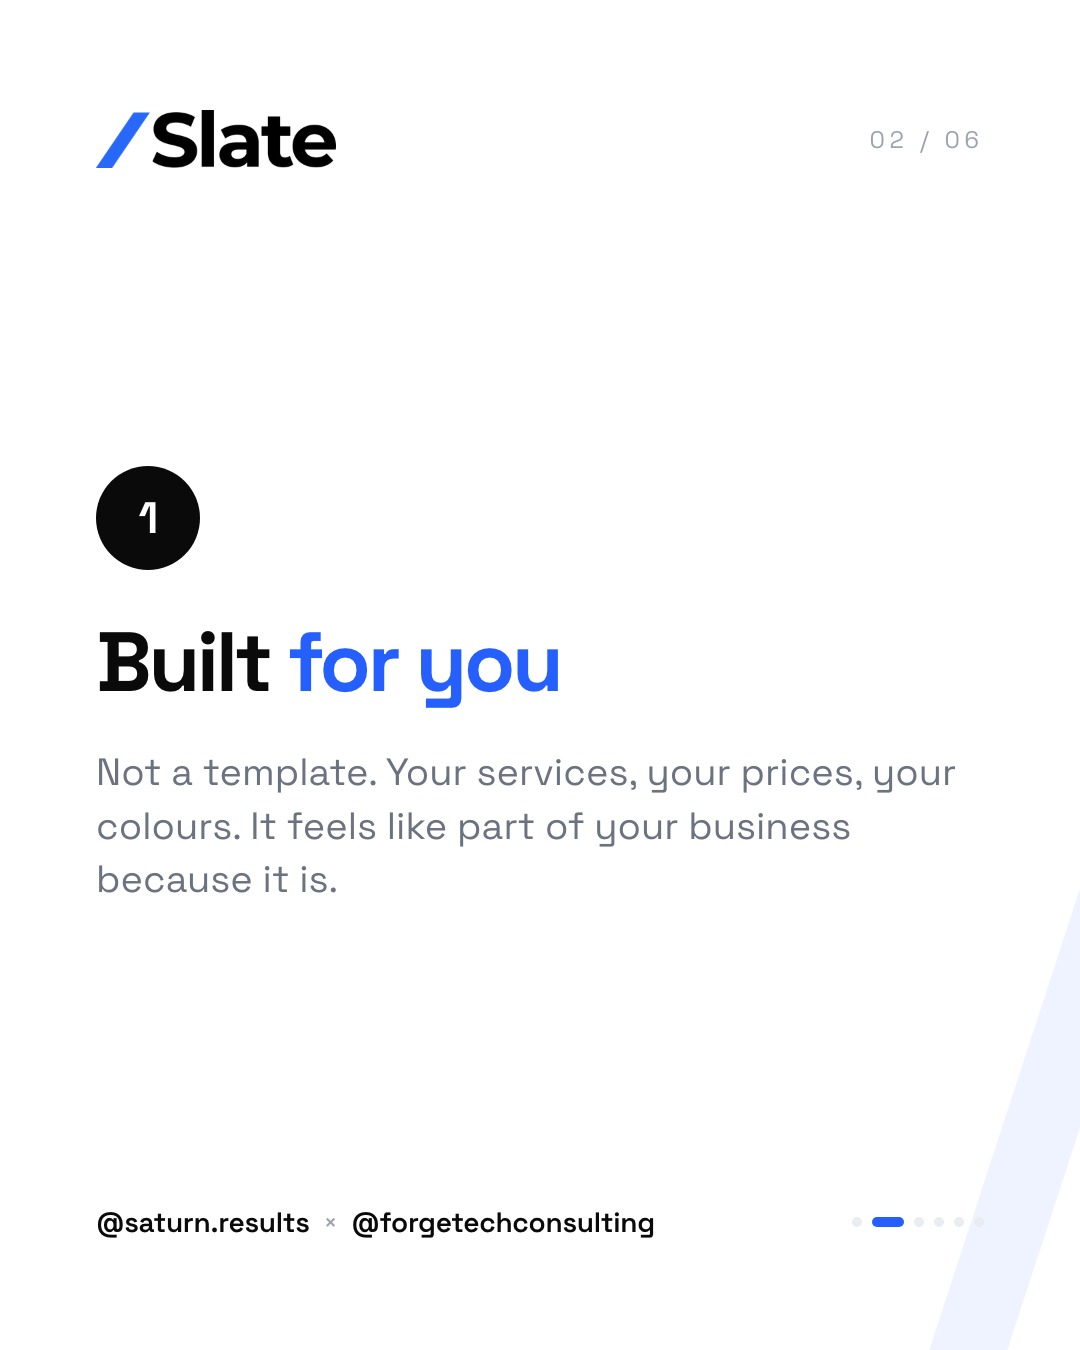 Slate
02 / 06
1
Built for you
Not a template. Your services, your prices, your
colours. It feels like part of your business
because it is.
@saturn.results × @forgetechconsulting